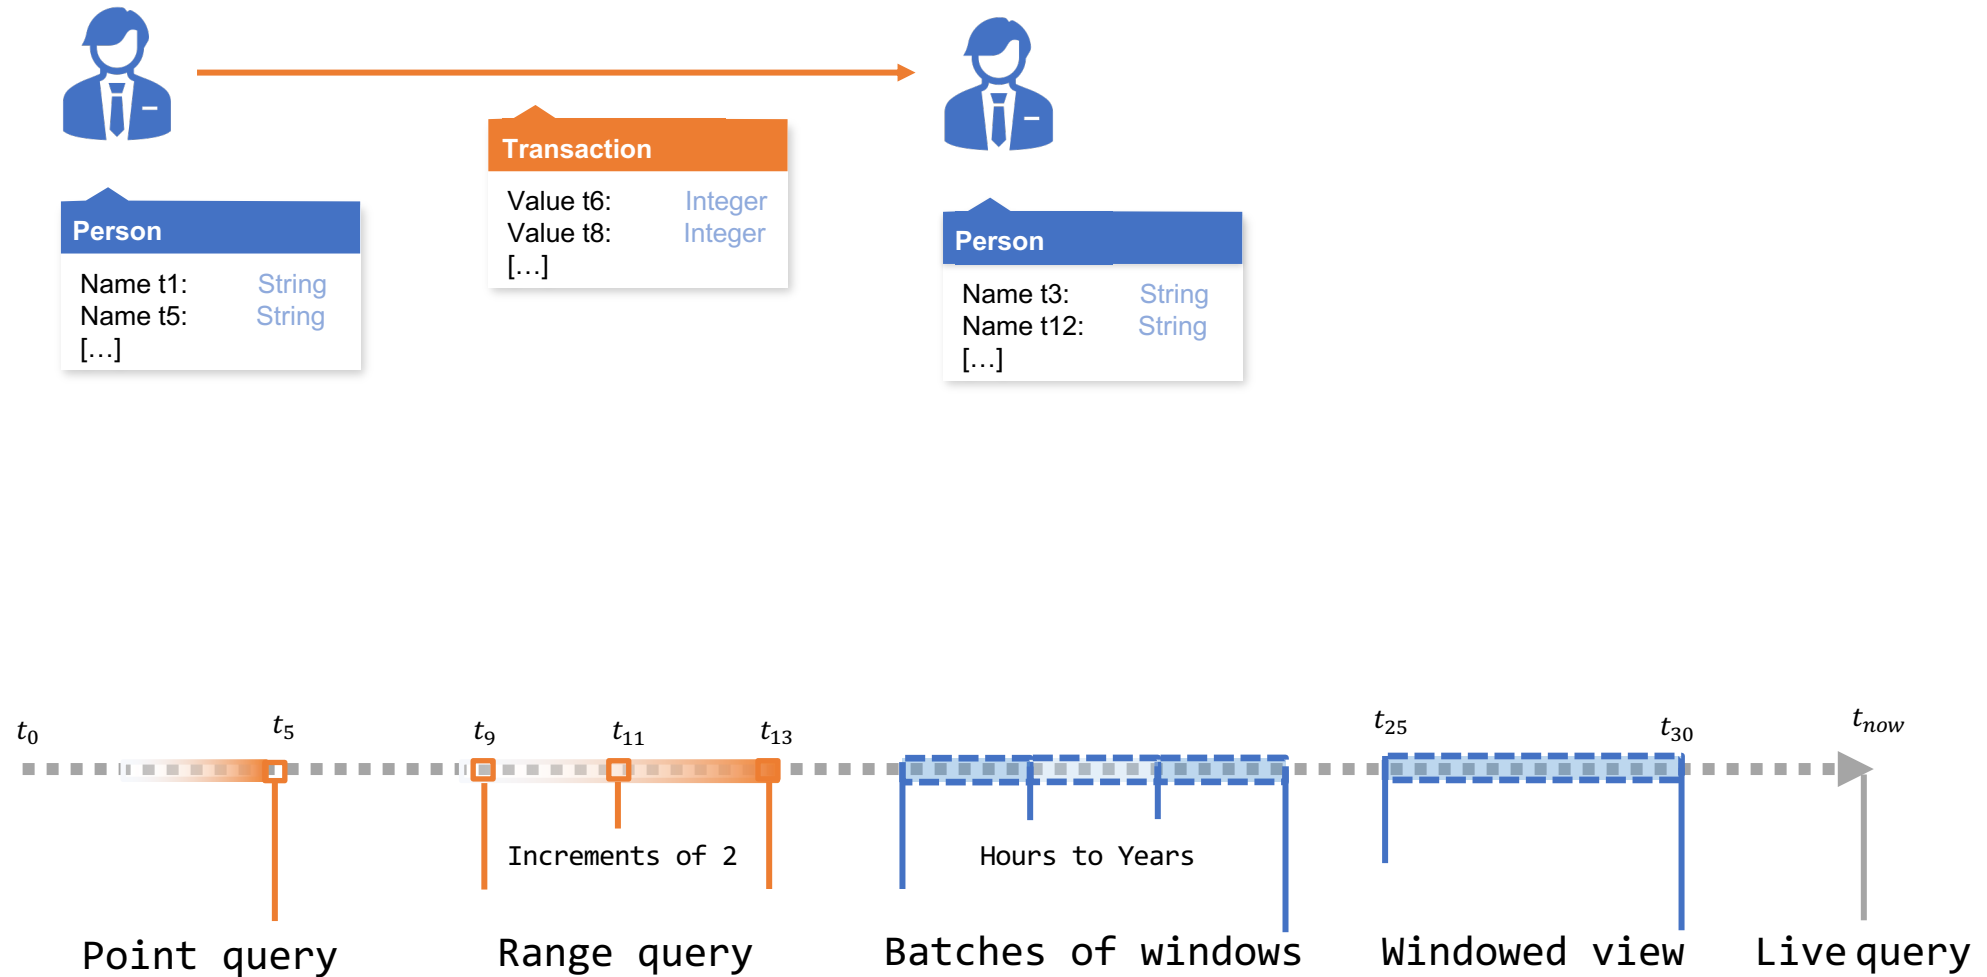 Transaction
Value t6: Integer
Value t8: Integer
[…]
Person
Name t1: String
Name t5: String
[…]
Person
Name t3: String
Name t12: String
[…]
t0
t5
t9
t11
t13
t25
t30
tnow
Increments of 2
Hours to Years
Point query
Range query
Batches of windows
Windowed view
Live query